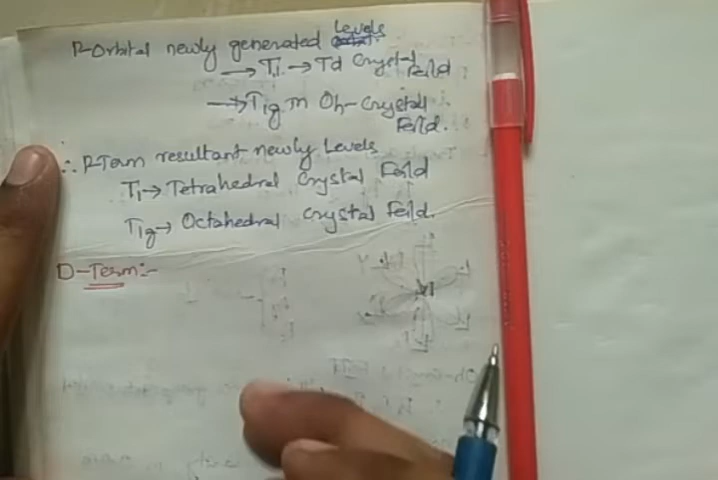 P-Orbital newly generated Levels
→ T1 → Td Crystal Feild
→ T1g in Oh-Crystal Feild.
∴ P-Term resultant newly Levels
T1 → Tetrahedral Crystal Feild
T1g → Octahedral Crystal Feild.
D-Term:-